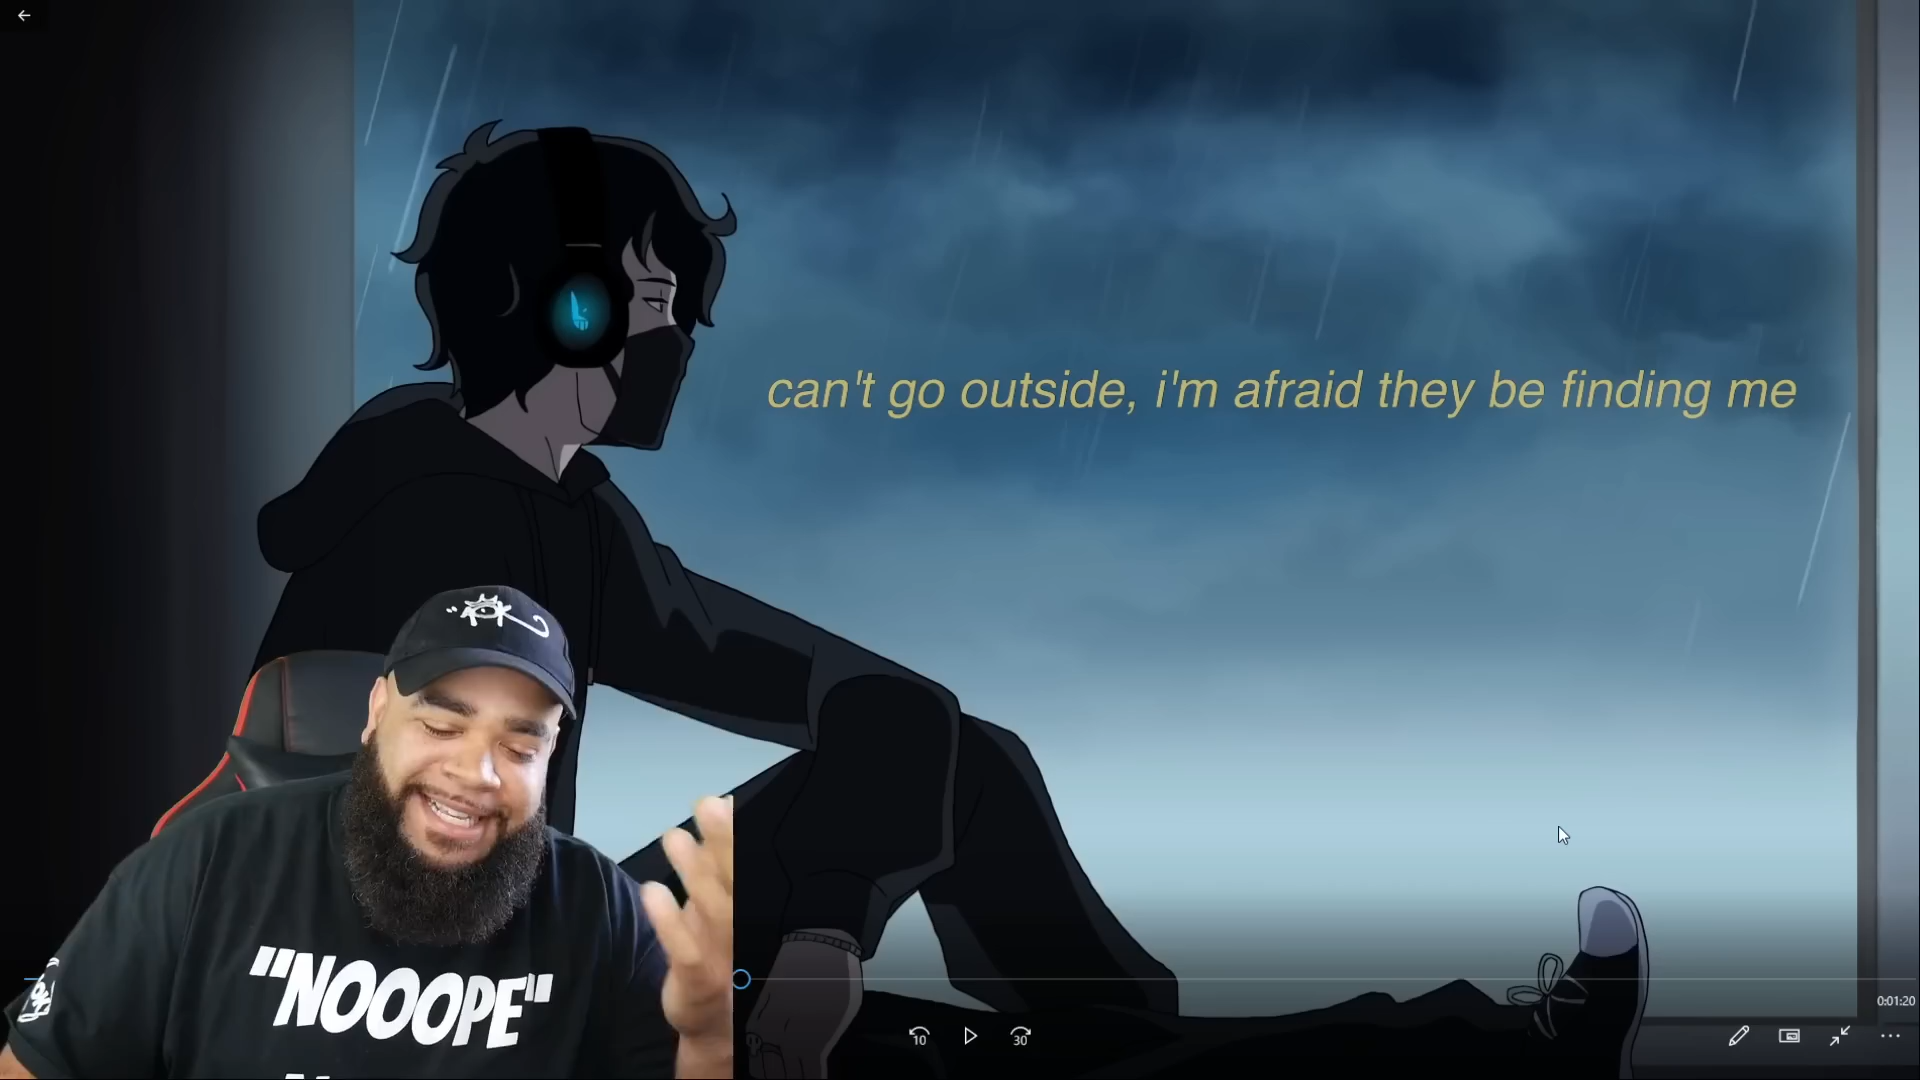 can't go outside, i'm afraid they be finding me
"NOOOPE"
0:01:20
10
30